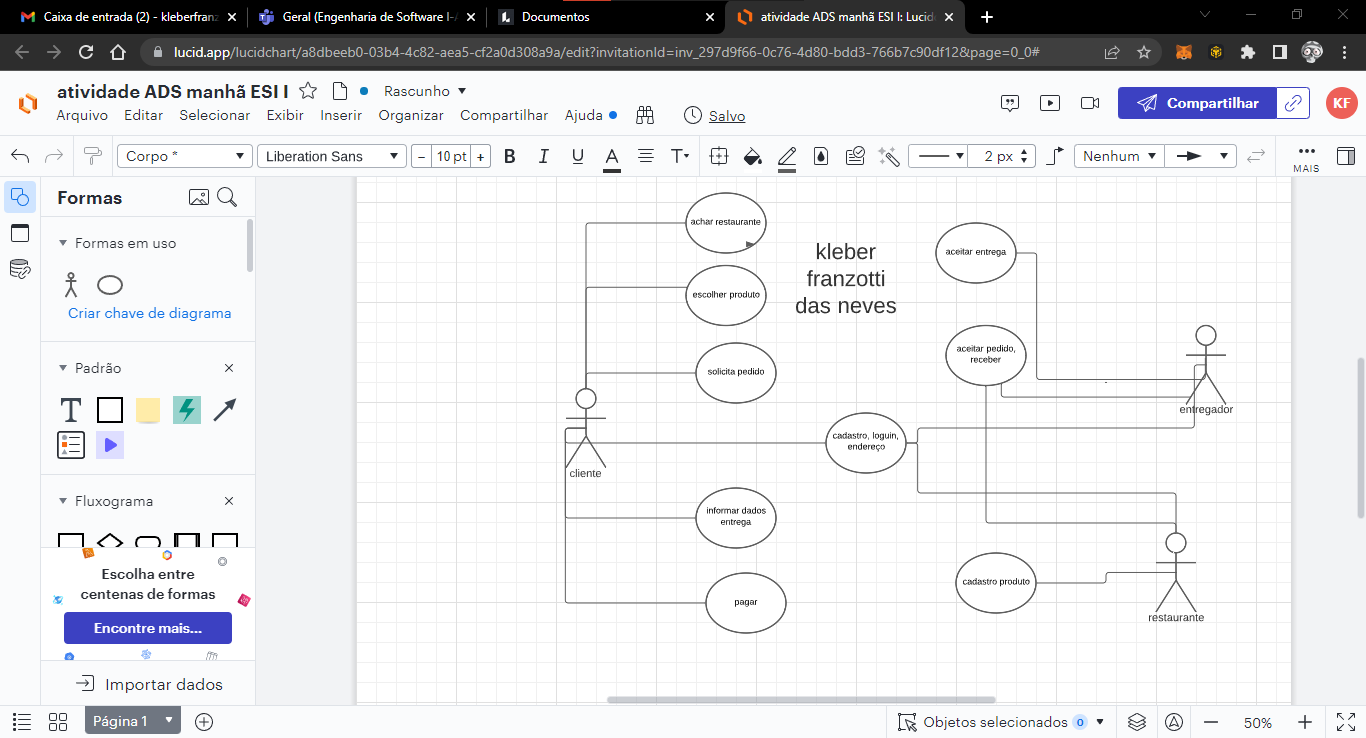 Caixa de entrada (2) - kleberfranz
Geral (Engenharia de Software I-A
Documentos
atividade ADS manhã ESI I: Lucid
lucid.app/lucidchart/a8dbeeb0-03b4-4c82-aea5-cf2a0d308a9a/edit?invitationId=inv_297d9f66-0c76-4d80-bdd3-766b7c90df12&page=0_0#
atividade ADS manhã ESI I
Rascunho
Arquivo Editar Selecionar Exibir Inserir Organizar Compartilhar Ajuda
Salvo
Compartilhar
KF
Corpo *
Liberation Sans
− 10 pt +
B I U A T
2 px
Nenhum
MAIS
Formas
Formas em uso
Criar chave de diagrama
Padrão
T
Fluxograma
Escolha entre
centenas de formas
Encontre mais...
Importar dados
achar restaurante
escolher produto
solicita pedido
cliente
cadastro, loguin,
endereço
informar dados
entrega
pagar
kleber
franzotti
das neves
aceitar entrega
aceitar pedido,
receber
entregador
cadastro produto
restaurante
Página 1
Objetos selecionados 0
50%